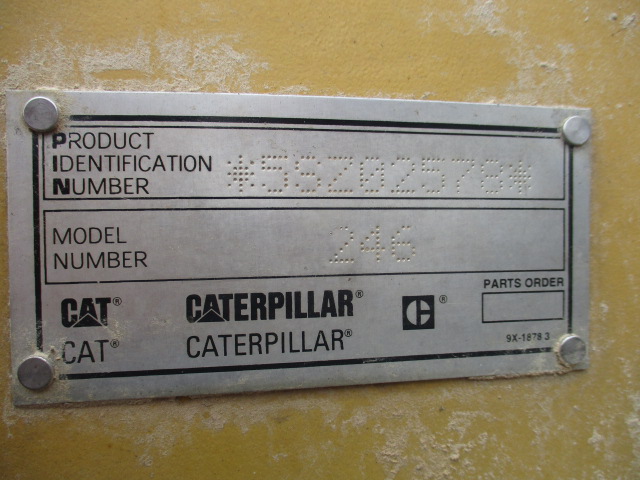 PRODUCT
IDENTIFICATION
NUMBER
*5SZ02578*
MODEL
NUMBER
246
CAT®
CATERPILLAR®
C®
PARTS ORDER
CAT®
CATERPILLAR®
9X-1878 3